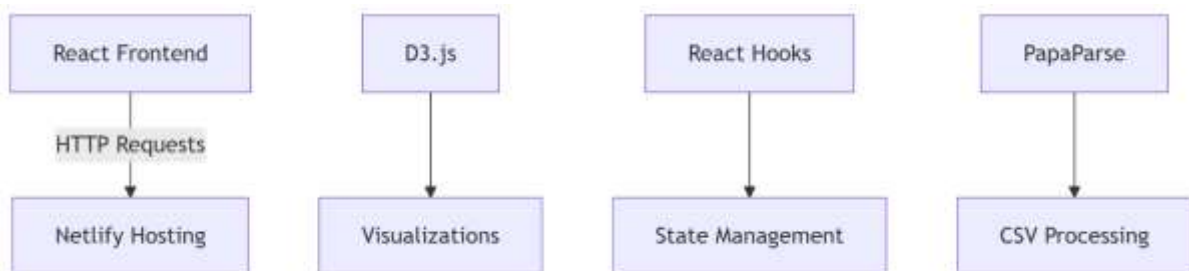 React Frontend
D3.js
React Hooks
PapaParse
HTTP Requests
Netlify Hosting
Visualizations
State Management
CSV Processing